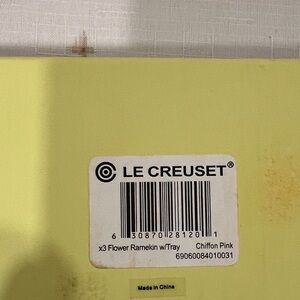 LE CREUSET®
6 30870 28120 1
x3 Flower Ramekin w/Tray Chiffon Pink
69060084010031
Made in China